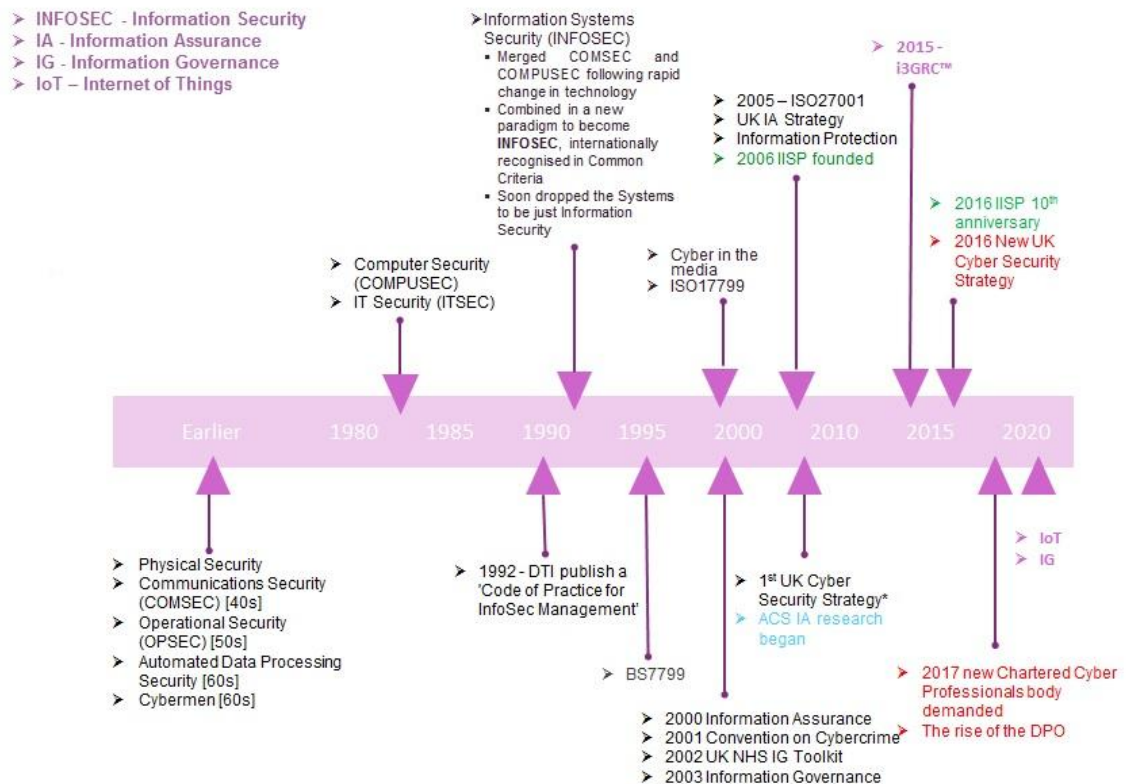 ➤ INFOSEC - Information Security
➤ IA - Information Assurance
➤ IG - Information Governance
➤ IoT – Internet of Things
➤ Information Systems
Security (INFOSEC)
▪ Merged COMSEC and
COMPUSEC following rapid
change in technology
▪ Combined in a new
paradigm to become
INFOSEC, internationally
recognised in Common
Criteria
▪ Soon dropped the Systems
to be just Information
Security
➤ 2015 -
i3GRC™
➤ 2005 – ISO27001
➤ UK IA Strategy
➤ Information Protection
➤ 2006 IISP founded
➤ 2016 IISP 10th
anniversary
➤ 2016 New UK
Cyber Security
Strategy
➤ Computer Security
(COMPUSEC)
➤ IT Security (ITSEC)
➤ Cyber in the
media
➤ ISO17799
Earlier 1980 1985 1990 1995 2000 2010 2015 2020
➤ Physical Security
➤ Communications Security
(COMSEC) [40s]
➤ Operational Security
(OPSEC) [50s]
➤ Automated Data Processing
Security [60s]
➤ Cybermen [60s]
➤ 1992 - DTI publish a
'Code of Practice for
InfoSec Management'
➤ BS7799
➤ 2000 Information Assurance
➤ 2001 Convention on Cybercrime
➤ 2002 UK NHS IG Toolkit
➤ 2003 Information Governance
➤ 1st UK Cyber
Security Strategy*
➤ ACS IA research
began
➤ IoT
➤ IG
➤ 2017 new Chartered Cyber
Professionals body
demanded
➤ The rise of the DPO